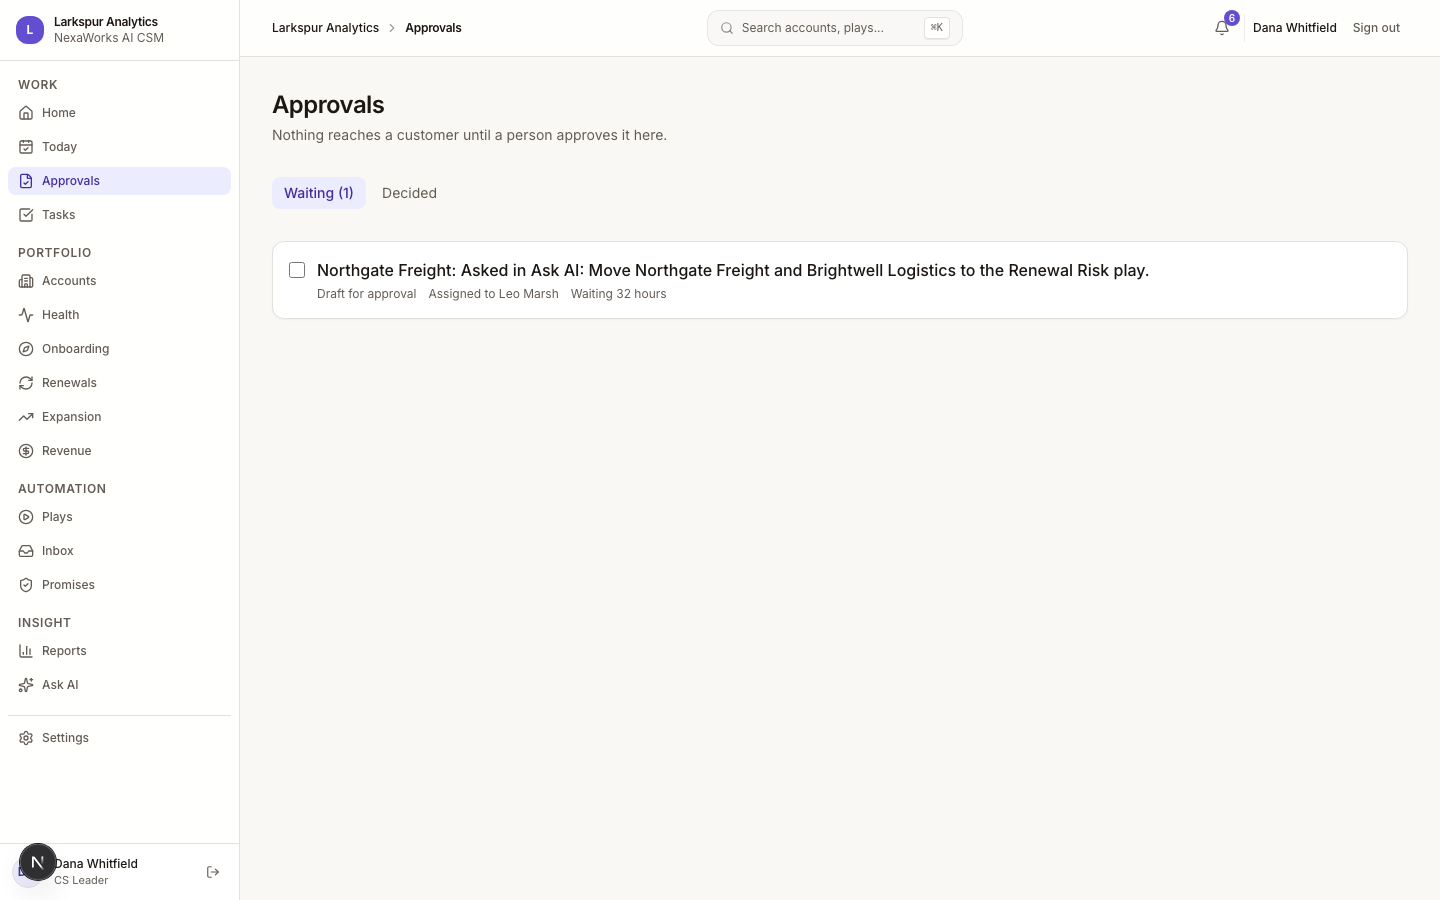 L
Larkspur Analytics
NexaWorks AI CSM
WORK
Home
Today
Approvals
Tasks
PORTFOLIO
Accounts
Health
Onboarding
Renewals
Expansion
Revenue
AUTOMATION
Plays
Inbox
Promises
INSIGHT
Reports
Ask AI
Settings
N
Dana Whitfield
CS Leader
Larkspur Analytics > Approvals
Search accounts, plays... ⌘K
6
Dana Whitfield
Sign out
Approvals
Nothing reaches a customer until a person approves it here.
Waiting (1) Decided
Northgate Freight: Asked in Ask AI: Move Northgate Freight and Brightwell Logistics to the Renewal Risk play.
Draft for approval Assigned to Leo Marsh Waiting 32 hours